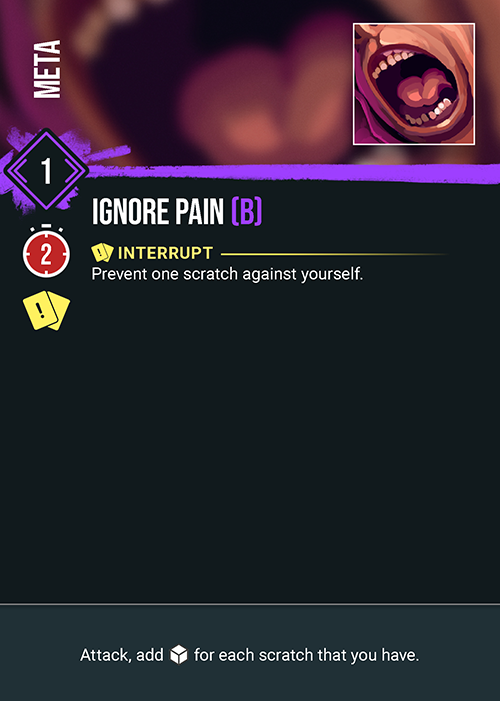 META
1
IGNORE PAIN (B)
2
! INTERRUPT
Prevent one scratch against yourself.
!
Attack, add for each scratch that you have.